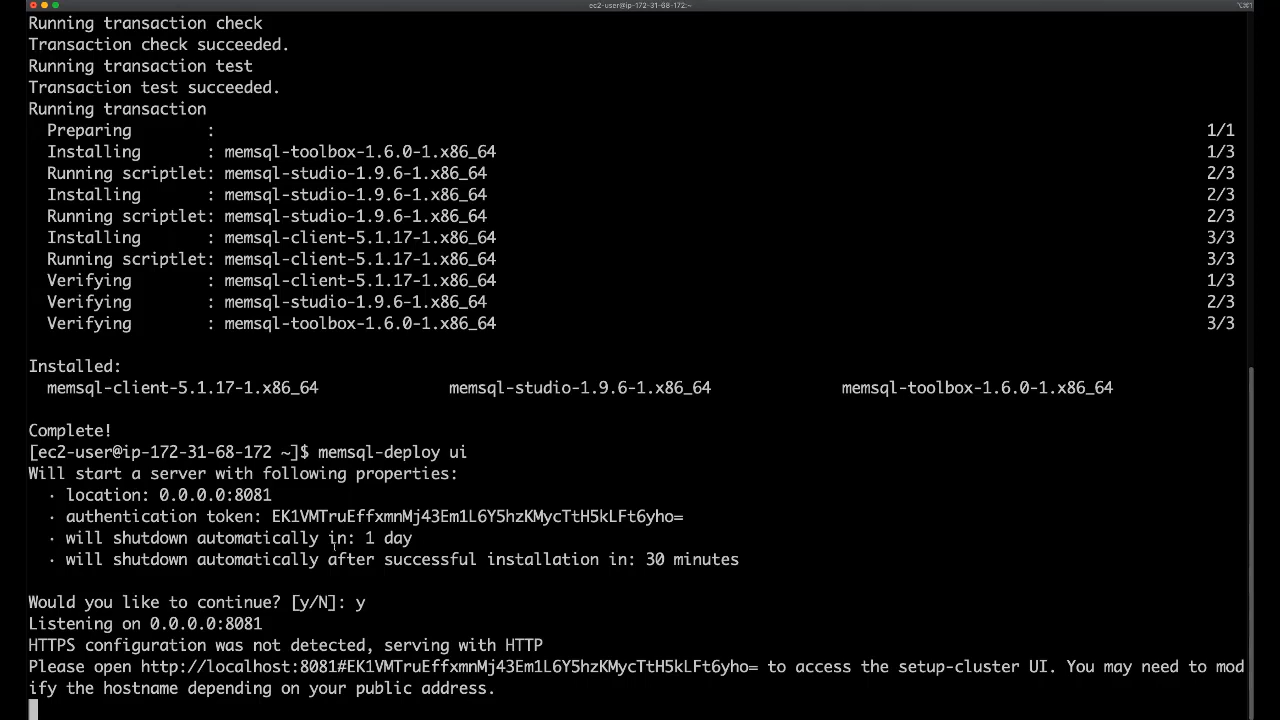 ec2-user@ip-172-31-68-172:~
Running transaction check
Transaction check succeeded.
Running transaction test
Transaction test succeeded.
Running transaction
Preparing : 1/1
Installing : memsql-toolbox-1.6.0-1.x86_64 1/3
Running scriptlet: memsql-studio-1.9.6-1.x86_64 2/3
Installing : memsql-studio-1.9.6-1.x86_64 2/3
Running scriptlet: memsql-studio-1.9.6-1.x86_64 2/3
Installing : memsql-client-5.1.17-1.x86_64 3/3
Running scriptlet: memsql-client-5.1.17-1.x86_64 3/3
Verifying : memsql-client-5.1.17-1.x86_64 1/3
Verifying : memsql-studio-1.9.6-1.x86_64 2/3
Verifying : memsql-toolbox-1.6.0-1.x86_64 3/3
Installed:
memsql-client-5.1.17-1.x86_64 memsql-studio-1.9.6-1.x86_64 memsql-toolbox-1.6.0-1.x86_64
Complete!
[ec2-user@ip-172-31-68-172 ~]$ memsql-deploy ui
Will start a server with following properties:
· location: 0.0.0.0:8081
· authentication token: EK1VMTruEffxmnMj43Em1L6Y5hzKMycTtH5kLFt6yho=
· will shutdown automatically in: 1 day
· will shutdown automatically after successful installation in: 30 minutes
Would you like to continue? [y/N]: y
Listening on 0.0.0.0:8081
HTTPS configuration was not detected, serving with HTTP
Please open http://localhost:8081#EK1VMTruEffxmnMj43Em1L6Y5hzKMycTtH5kLFt6yho= to access the setup-cluster UI. You may need to mod
ify the hostname depending on your public address.